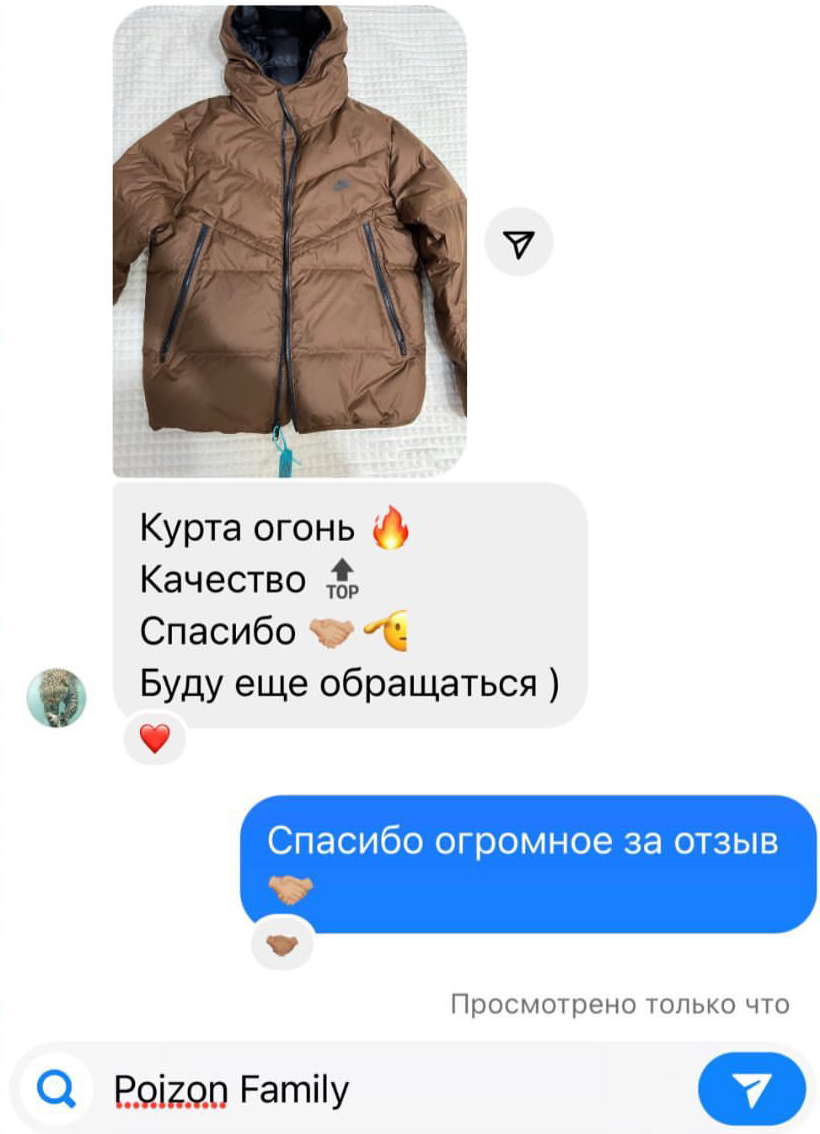 Курта огонь 🔥
Качество 🔝
Спасибо 🤝🏼 🫡
Буду еще обращаться )
Спасибо огромное за отзыв
🤝🏼
Просмотрено только что
Poizon Family